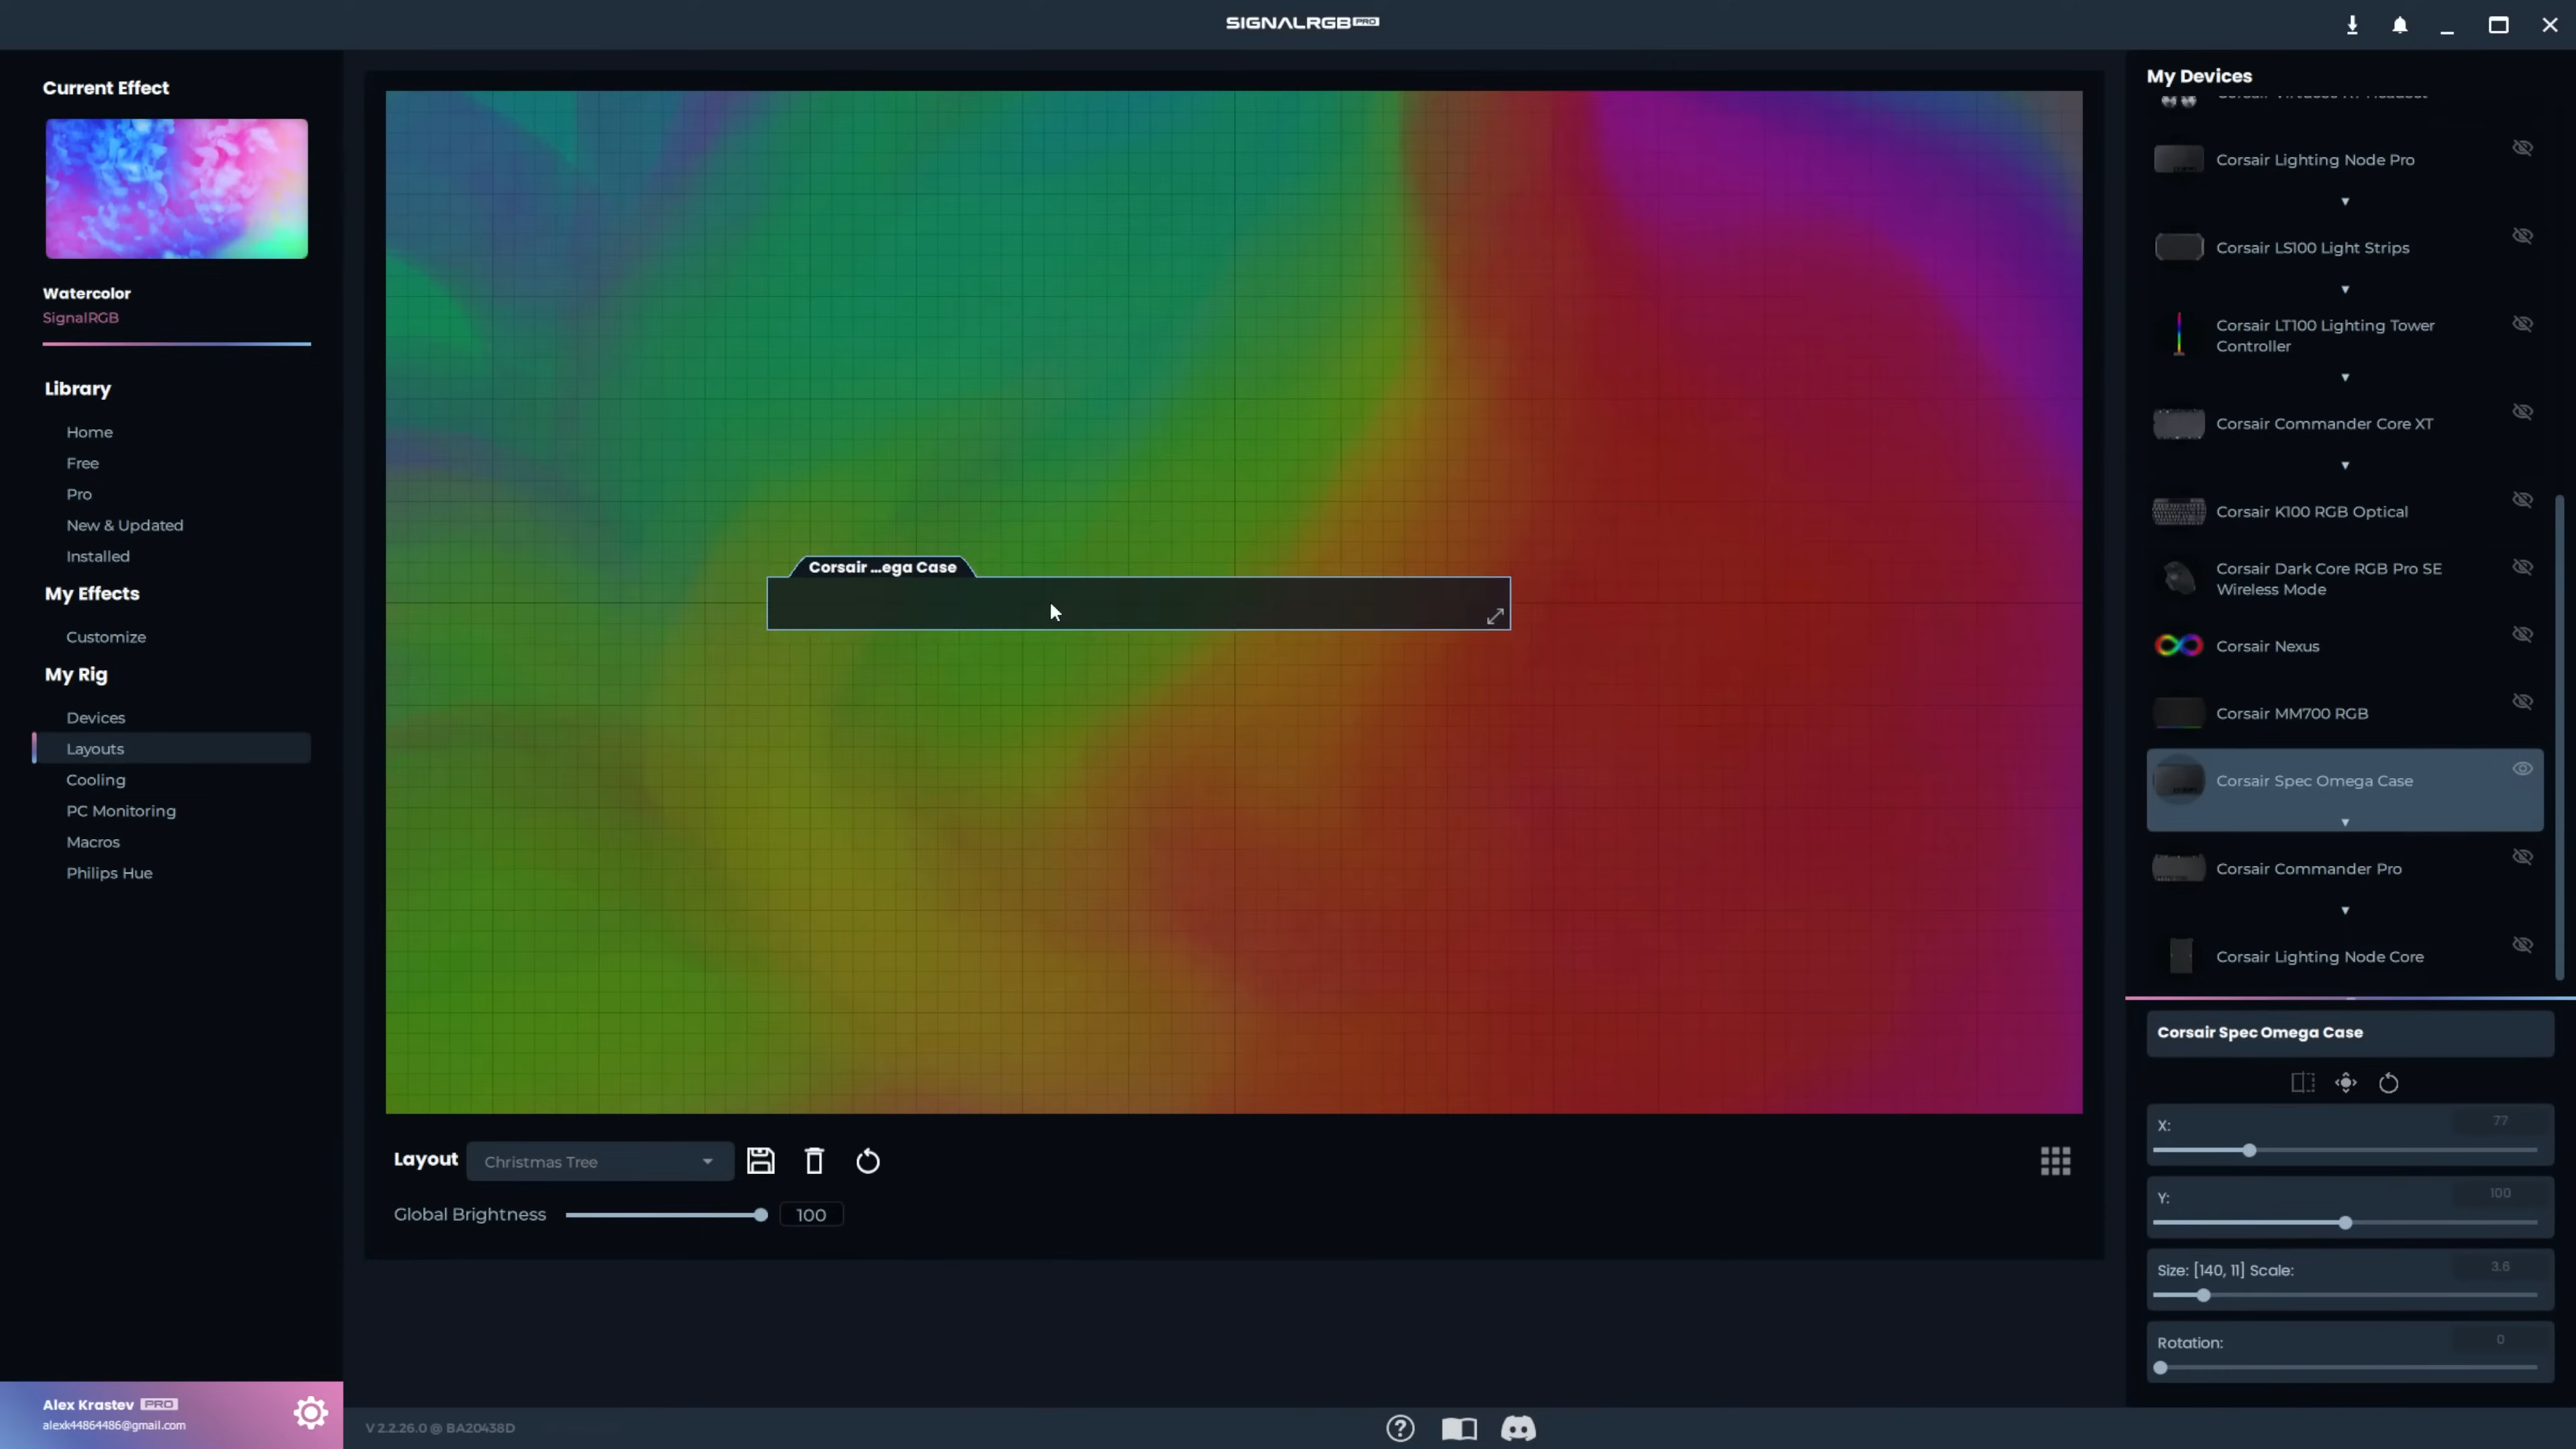 SIGNALRGB PRO
Current Effect
Watercolor
SignalRGB
Library
Home
Free
Pro
New & Updated
Installed
My Effects
Customize
My Rig
Devices
Layouts
Cooling
PC Monitoring
Macros
Philips Hue
Alex Krastev PRO
alexk44864486@gmail.com
Corsair ...ega Case
Layout
Christmas Tree
Global Brightness
100
V 2.2.26.0 @ BA20438D
My Devices
Corsair Lighting Node Pro
Corsair LS100 Light Strips
Corsair LT100 Lighting Tower
Controller
Corsair Commander Core XT
Corsair K100 RGB Optical
Corsair Dark Core RGB Pro SE
Wireless Mode
Corsair Nexus
Corsair MM700 RGB
Corsair Spec Omega Case
Corsair Commander Pro
Corsair Lighting Node Core
Corsair Spec Omega Case
X:
77
Y:
100
Size: [140, 11] Scale:
3.6
Rotation:
0